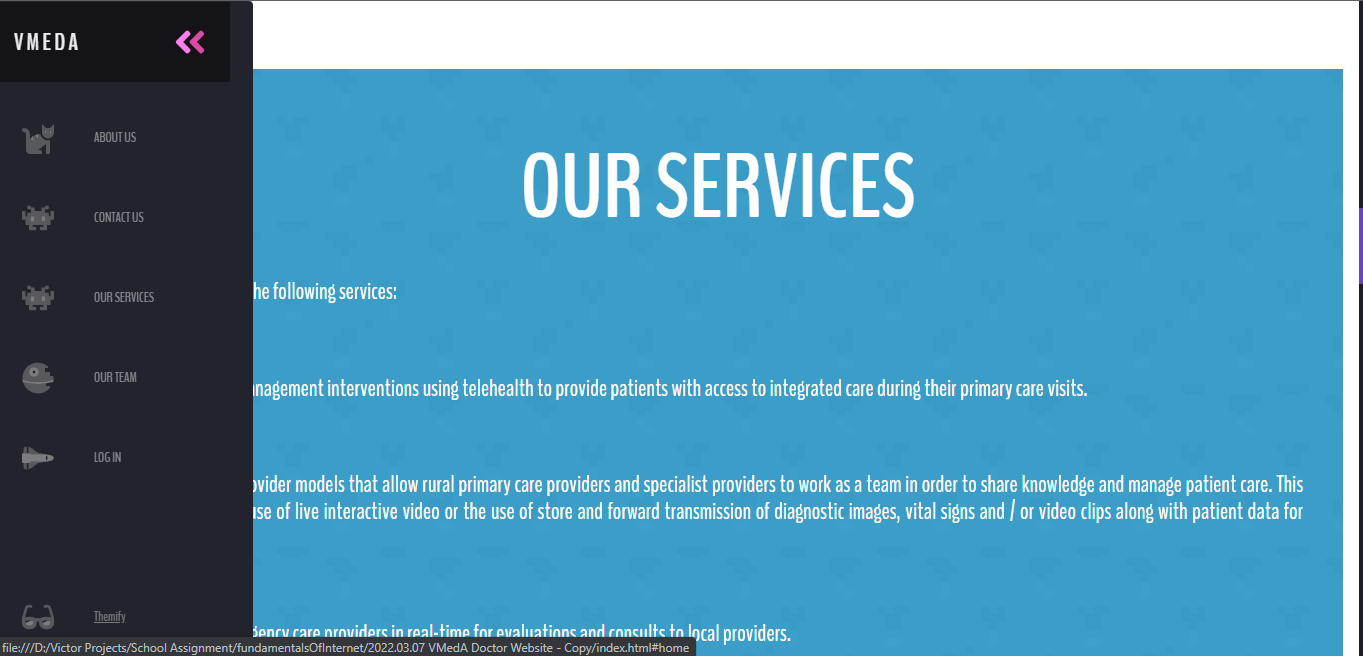 VMEDA
ABOUT US
CONTACT US
OUR SERVICES
OUR TEAM
LOG IN
Themify
OUR SERVICES
he following services:
nagement interventions using telehealth to provide patients with access to integrated care during their primary care visits.
vider models that allow rural primary care providers and specialist providers to work as a team in order to share knowledge and manage patient care. This
use of live interactive video or the use of store and forward transmission of diagnostic images, vital signs and / or video clips along with patient data for
gency care providers in real-time for evaluations and consults to local providers.
file:///D:/Victor Projects/School Assignment/fundamentalsOfInternet/2022.03.07 VMedA Doctor Website - Copy/index.html#home